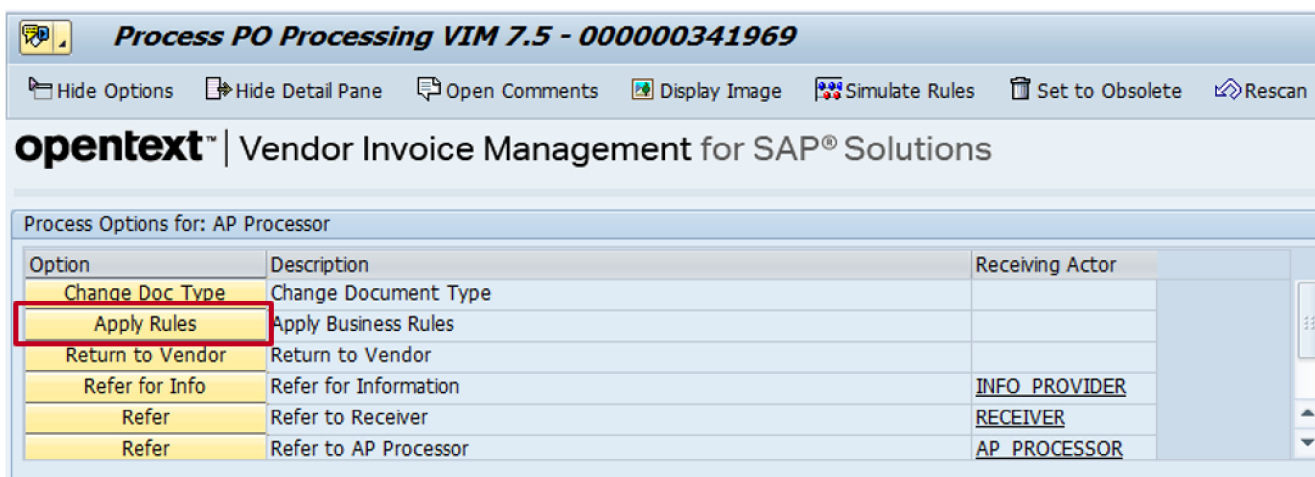 Process PO Processing VIM 7.5 - 000000341969
Hide Options Hide Detail Pane Open Comments Display Image Simulate Rules Set to Obsolete Rescan
opentext™ | Vendor Invoice Management for SAP® Solutions
Process Options for: AP Processor
Option Description Receiving Actor
Change Doc Type Change Document Type
Apply Rules Apply Business Rules
Return to Vendor Return to Vendor
Refer for Info Refer for Information INFO_PROVIDER
Refer Refer to Receiver RECEIVER
Refer Refer to AP Processor AP_PROCESSOR